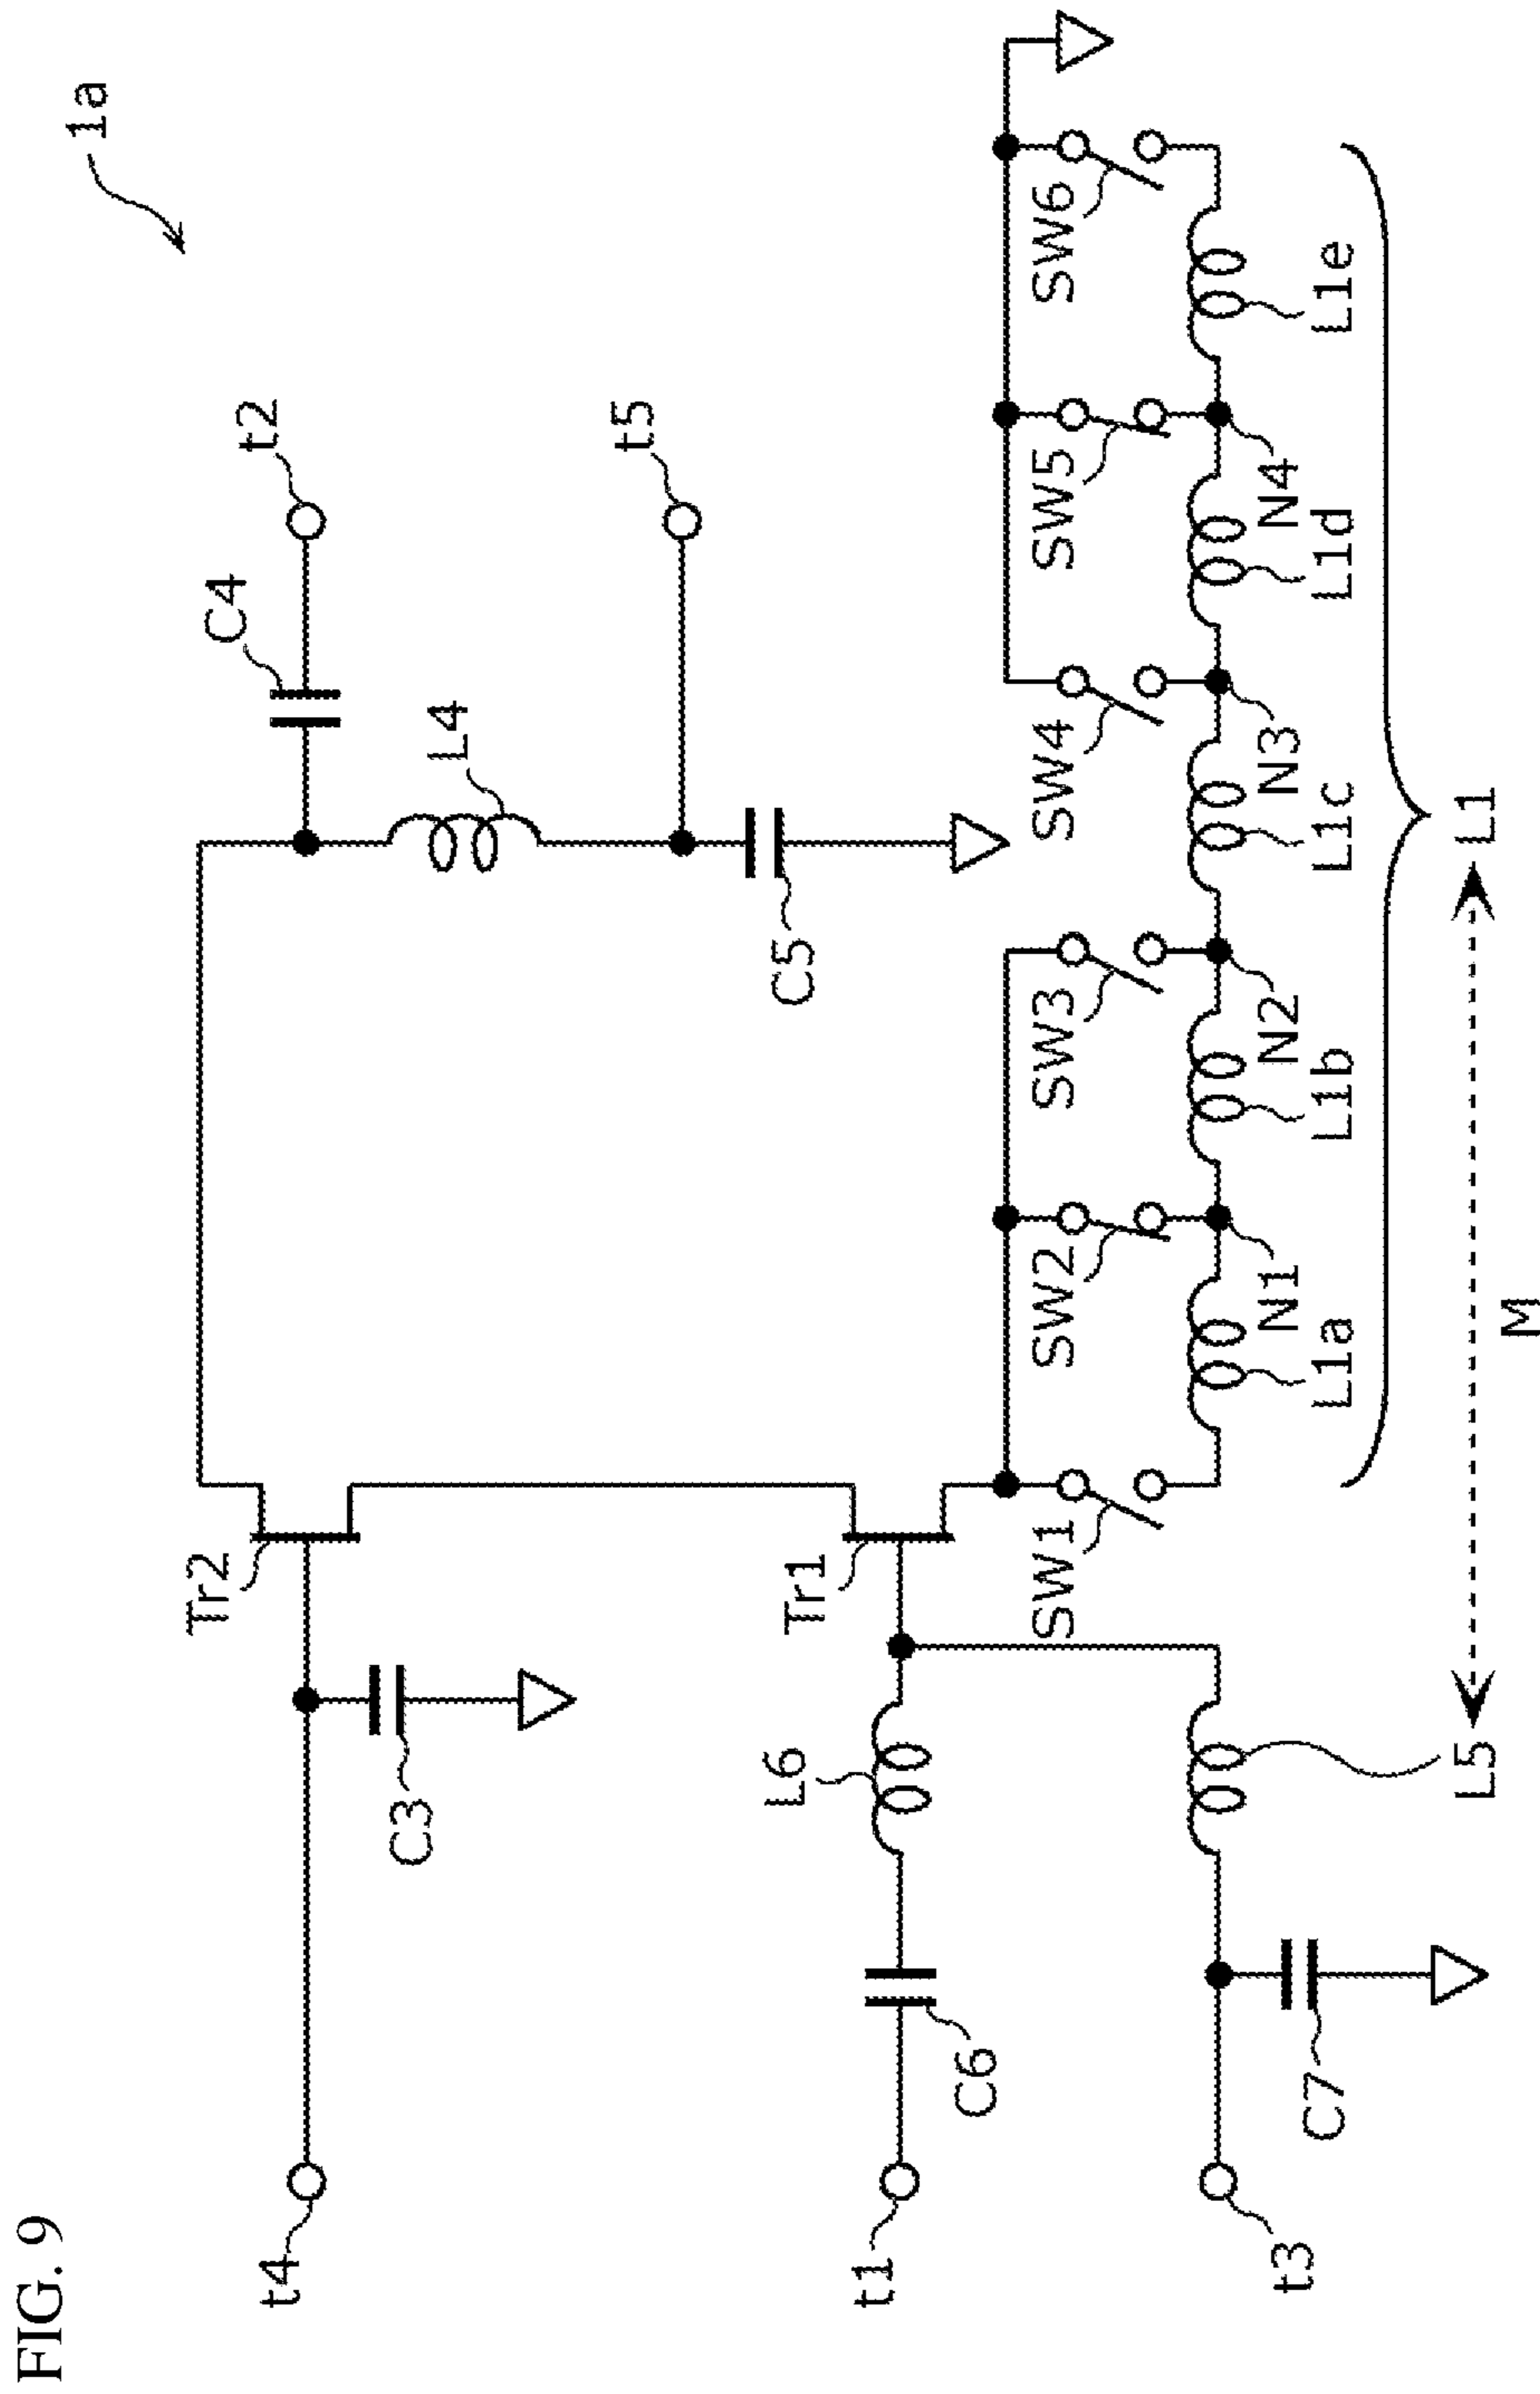 FIG. 9
1a
t4
C3
Tr2
C4
t2
L4
t5
C5
t1
C6
L6
Tr1
t3
C7
L5
SW1
SW2
SW3
SW4
SW5
SW6
N1
N2
N3
N4
L1a
L1b
L1c
L1d
L1e
L1
M